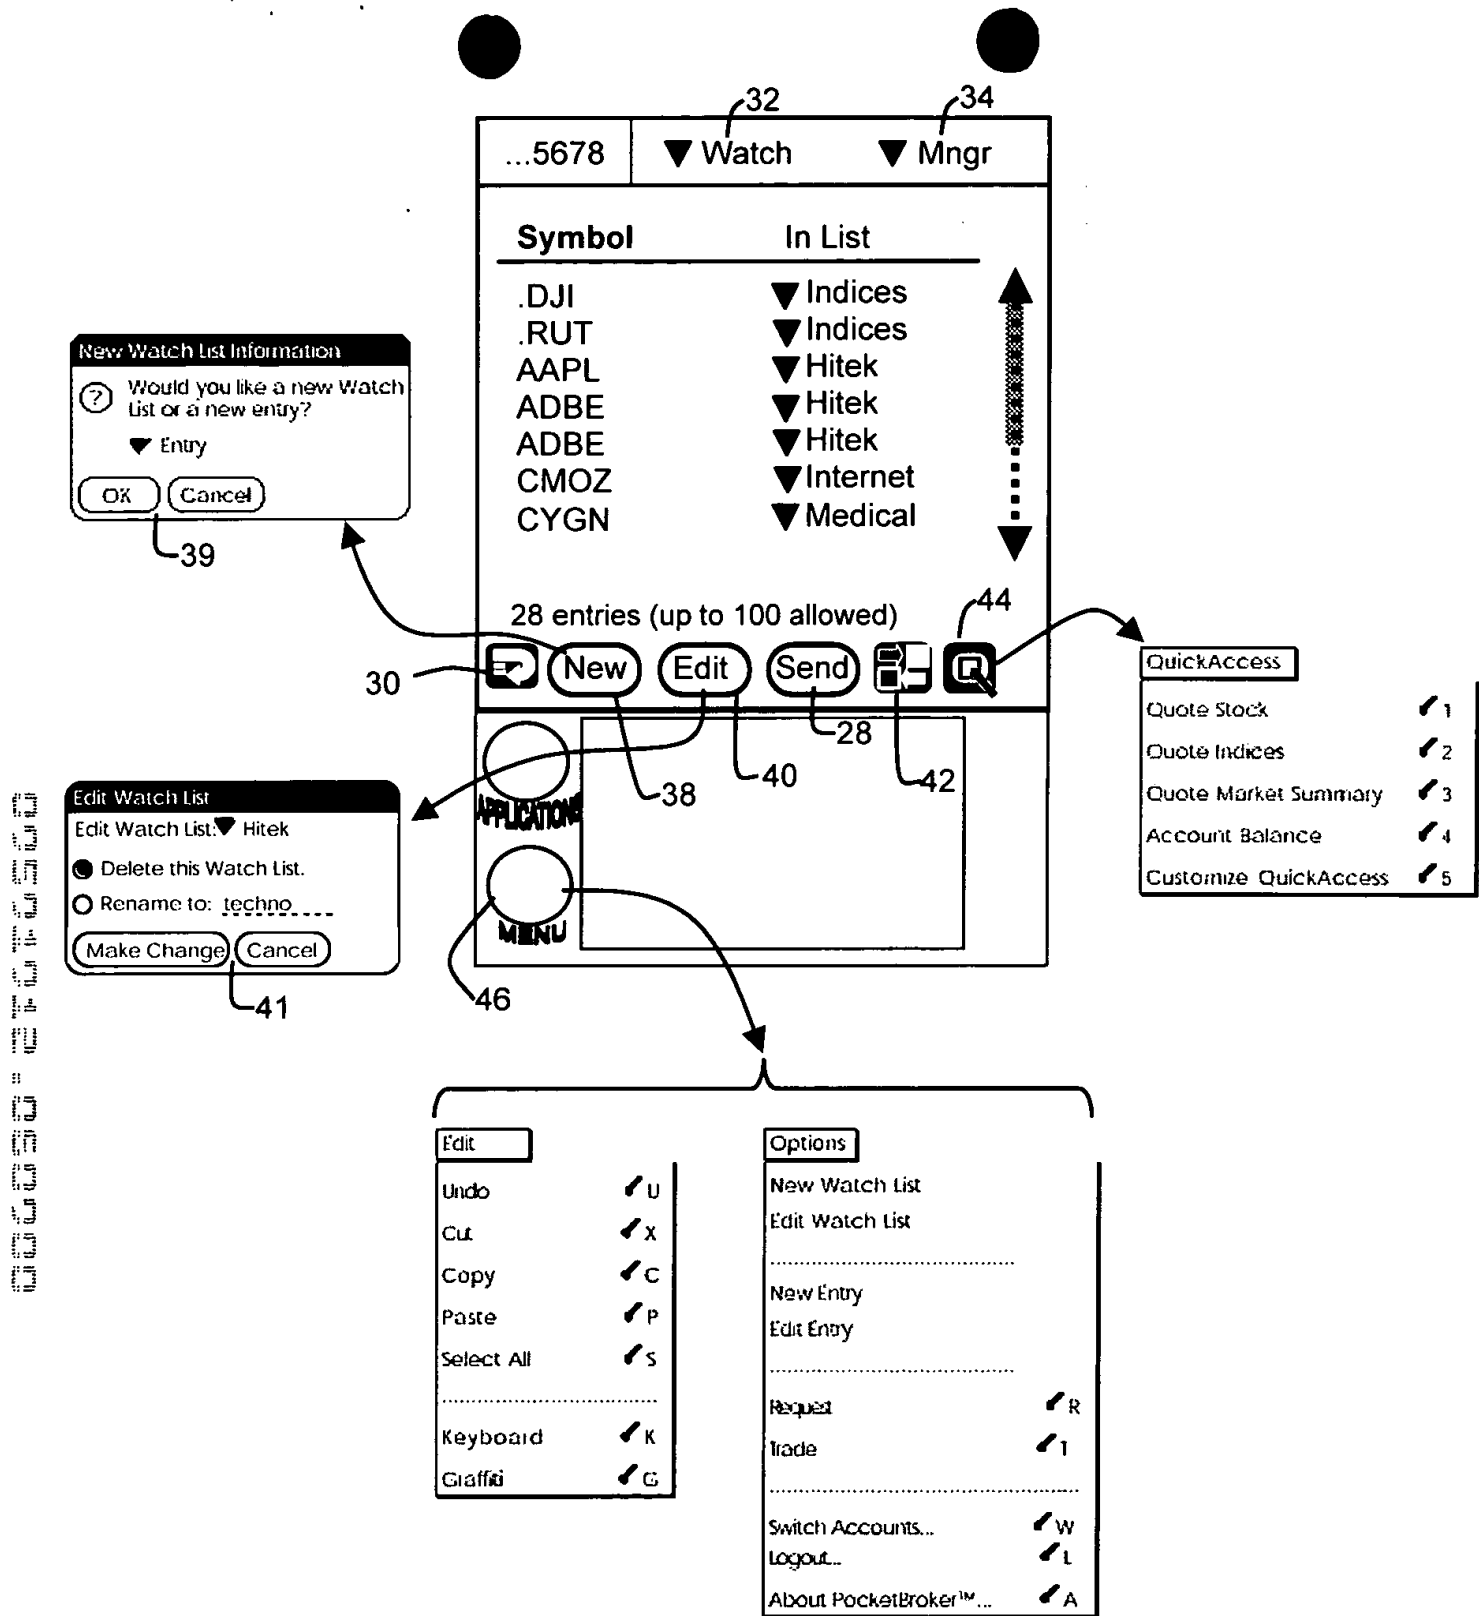 32
34
...5678 ▼ Watch ▼ Mngr
Symbol In List
.DJI ▼ Indices
.RUT ▼ Indices
AAPL ▼ Hitek
ADBE ▼ Hitek
ADBE ▼ Hitek
CMOZ ▼ Internet
CYGN ▼ Medical
28 entries (up to 100 allowed)
New Edit Send
30
38
40
28
42
44
New Watch List Information
? Would you like a new Watch
List or a new entry?
▼ Entry
OK Cancel
39
QuickAccess
Quote Stock 1
Quote Indices 2
Quote Market Summary 3
Account Balance 4
Customize QuickAccess 5
APPLICATIONS
MENU
46
Edit Watch List
Edit Watch List: ▼ Hitek
Delete this Watch List.
Rename to: techno
Make Change Cancel
41
Edit
Undo U
Cut X
Copy C
Paste P
Select All S
Keyboard K
Graffiti G
Options
New Watch List
Edit Watch List
New Entry
Edit Entry
Request R
Trade T
Switch Accounts... W
Logout... L
About PocketBroker™... A